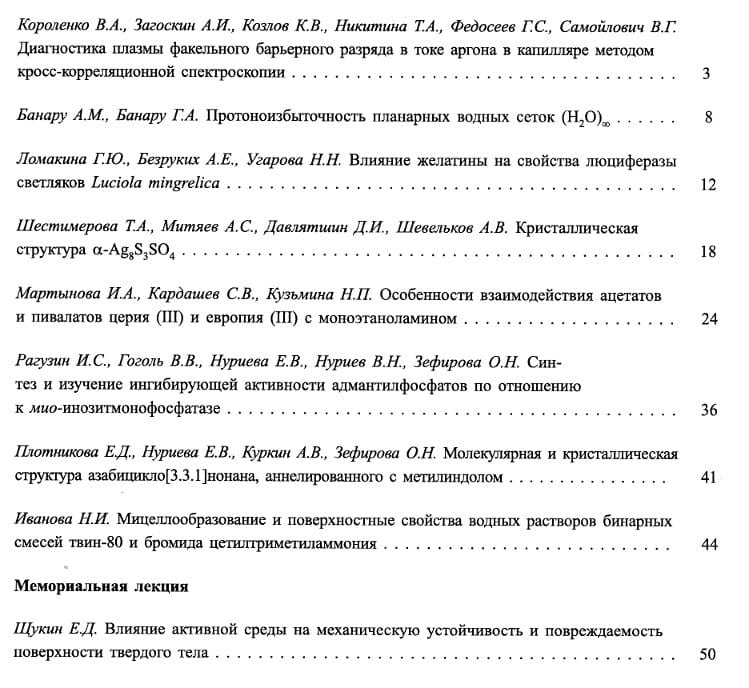 Короленко В.А., Загоскин А.И., Козлов К.В., Никитина Т.А., Федосеев Г.С., Самойлович В.Г.
Диагностика плазмы факельного барьерного разряда в токе аргона в капилляре методом
кросс-корреляционной спектроскопии . . . . . . . . . . . . . . . . . . . . . . . . . . . . . 3
Банару А.М., Банару Г.А. Протоноизбыточность планарных водных сеток (H₂O)∞ . . . . . . 8
Ломакина Г.Ю., Безруких А.Е., Угарова Н.Н. Влияние желатины на свойства люциферазы
светляков Luciola mingrelica . . . . . . . . . . . . . . . . . . . . . . . . . . . . . . . . . . 12
Шестимерова Т.А., Митяев А.С., Давлятшин Д.И., Шевельков А.В. Кристаллическая
структура α-Ag₈S₃SO₄ . . . . . . . . . . . . . . . . . . . . . . . . . . . . . . . . . . . . . 18
Мартынова И.А., Кардашев С.В., Кузьмина Н.П. Особенности взаимодействия ацетатов
и пивалатов церия (III) и европия (III) с моноэтаноламином . . . . . . . . . . . . . . . . 24
Рагузин И.С., Гоголь В.В., Нуриева Е.В., Нуриев В.Н., Зефирова О.Н. Син-
тез и изучение ингибирующей активности адмантилфосфатов по отношению
к мио-инозитмонофосфатазе . . . . . . . . . . . . . . . . . . . . . . . . . . . . . . . . . . 36
Плотникова Е.Д., Нуриева Е.В., Куркин А.В., Зефирова О.Н. Молекулярная и кристаллическая
структура азабицикло[3.3.1]нонана, аннелированного с метилиндолом . . . . . . . . . . . . 41
Иванова Н.И. Мицеллообразование и поверхностные свойства водных растворов бинарных
смесей твин-80 и бромида цетилтриметиламмония . . . . . . . . . . . . . . . . . . . . . . 44
Мемориальная лекция
Щукин Е.Д. Влияние активной среды на механическую устойчивость и повреждаемость
поверхности твердого тела . . . . . . . . . . . . . . . . . . . . . . . . . . . . . . . . . . . 50